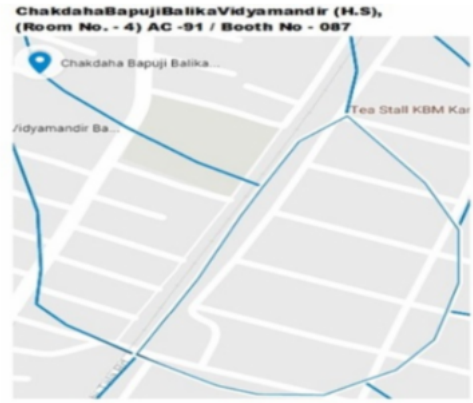 ChakdahaBapujiBalikaVidyamandir (H.S),
(Room No. - 4) AC -91 / Booth No - 087
Chakdaha Bapuji Balika...
Tea Stall KBM Kar
Vidyamandir Ba...